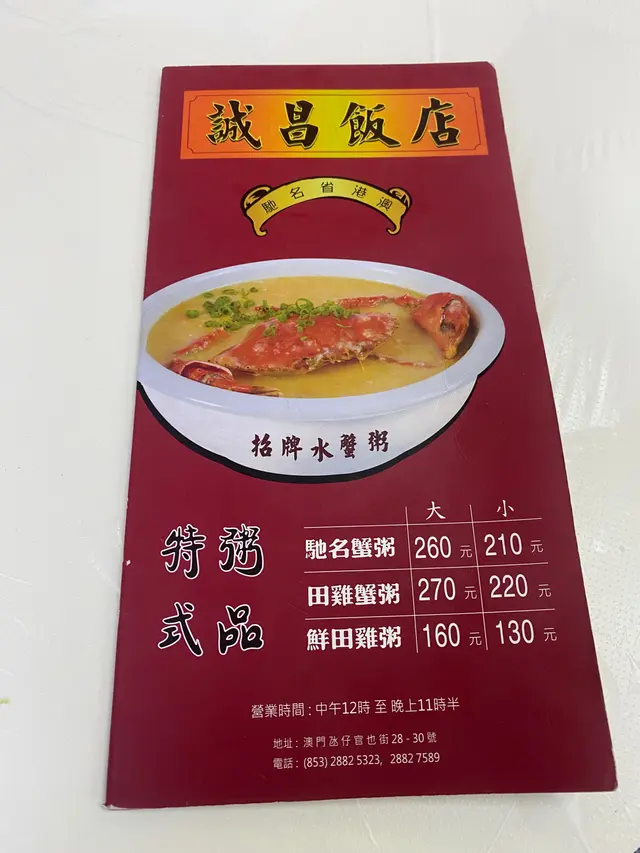 誠昌飯店
馳名省港澳
招牌水蟹粥
特式粥品
大 小
馳名蟹粥 260元 210元
田雞蟹粥 270元 220元
鮮田雞粥 160元 130元
營業時間 : 中午12時 至 晚上11時半
地址 : 澳門氹仔官也街 28 - 30 號
電話 : (853) 2882 5323, 2882 7589